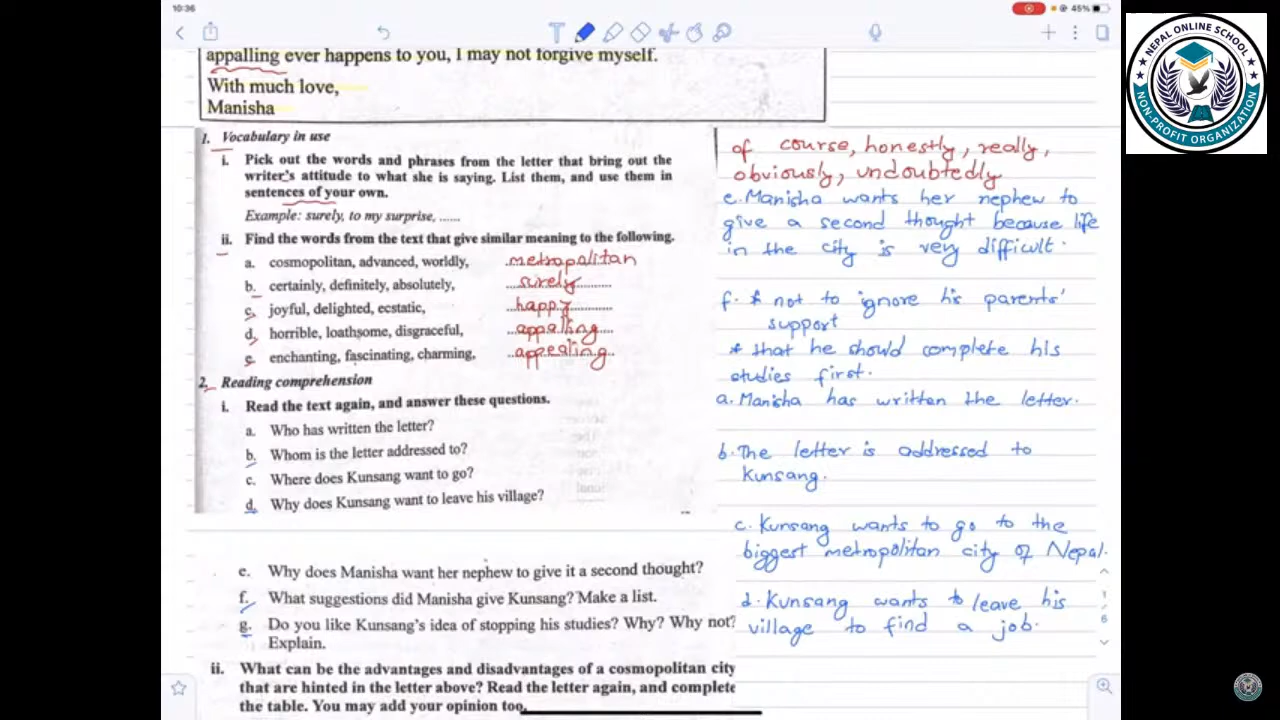 10:36
45%
NEPAL ONLINE SCHOOL
NON-PROFIT ORGANIZATION
appalling ever happens to you, I may not forgive myself.
With much love,
Manisha
1. Vocabulary in use
i. Pick out the words and phrases from the letter that bring out the
writer's attitude to what she is saying. List them, and use them in
sentences of your own.
Example: surely, to my surprise, ......
ii. Find the words from the text that give similar meaning to the following.
a. cosmopolitan, advanced, worldly, metropolitan
b. certainly, definitely, absolutely, surely
c. joyful, delighted, ecstatic, happy
d. horrible, loathsome, disgraceful, appalling
e. enchanting, fascinating, charming, appealing
2. Reading comprehension
i. Read the text again, and answer these questions.
a. Who has written the letter?
b. Whom is the letter addressed to?
c. Where does Kunsang want to go?
d. Why does Kunsang want to leave his village?
e. Why does Manisha want her nephew to give it a second thought?
f. What suggestions did Manisha give Kunsang? Make a list.
g. Do you like Kunsang's idea of stopping his studies? Why? Why not?
Explain.
ii. What can be the advantages and disadvantages of a cosmopolitan city
that are hinted in the letter above? Read the letter again, and complete
the table. You may add your opinion too.
of course, honestly, really,
obviously, undoubtedly
e. Manisha wants her nephew to
give a second thought because life
in the city is very difficult.
f. * not to ignore his parents'
support
* that he should complete his
studies first.
a. Manisha has written the letter.
b. The letter is addressed to
Kunsang.
c. Kunsang wants to go to the
biggest metropolitan city of Nepal.
d. Kunsang wants to leave his
village to find a job.
1
6